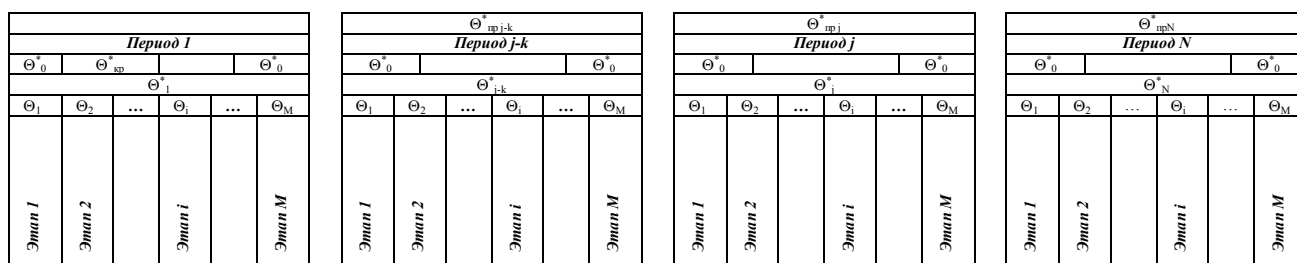 Θ*пр j-k Θ*пр j Θ*прN
Период 1 Период j-k Период j Период N
Θ*0 Θ*кр Θ*0 Θ*0 Θ*0 Θ*0 Θ*0 Θ*0 Θ*0
Θ*1 Θ*j-k Θ*j Θ*N
Θ1 Θ2 ... Θi ... ΘM Θ1 Θ2 ... Θi ... ΘM Θ1 Θ2 ... Θi ... ΘM Θ1 Θ2 ... Θi ... ΘM
Этап 1 Этап 2 Этап i Этап M Этап 1 Этап 2 Этап i Этап M Этап 1 Этап 2 Этап i Этап M Этап 1 Этап 2 Этап i Этап M